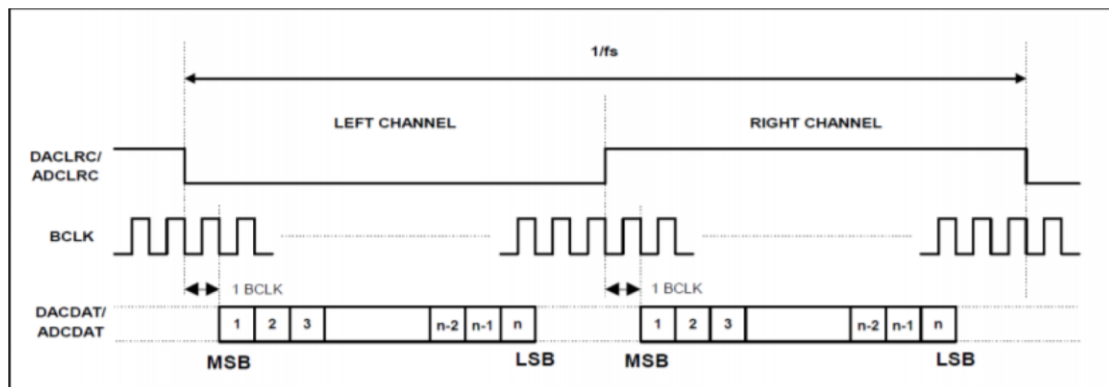 1/fs
LEFT CHANNEL
RIGHT CHANNEL
DACLRC/
ADCLRC
BCLK
1 BCLK
1 BCLK
DACDAT/
ADCDAT
1 2 3 n-2 n-1 n
1 2 3 n-2 n-1 n
MSB
LSB
MSB
LSB